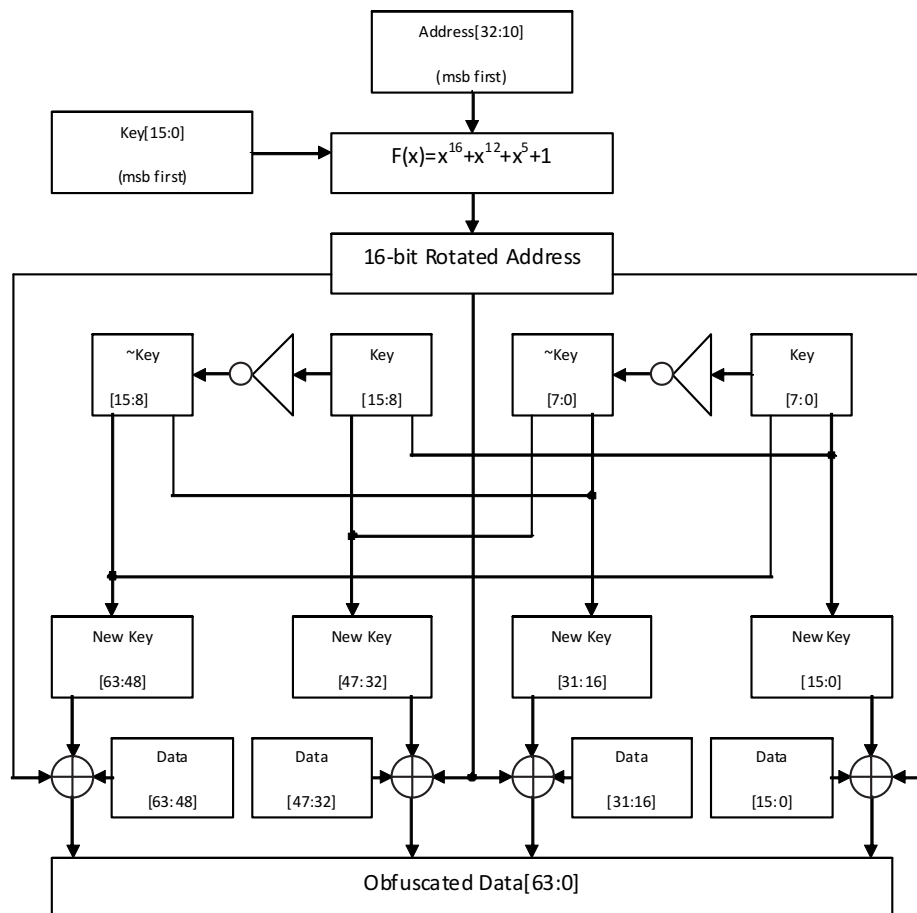 Address[32:10]
(msb first)
Key[15:0]
(msb first)
F(x)=x¹⁶+x¹²+x⁵+1
16-bit Rotated Address
~Key
[15:8]
Key
[15:8]
~Key
[7:0]
Key
[7:0]
New Key
[63:48]
New Key
[47:32]
New Key
[31:16]
New Key
[15:0]
Data
[63:48]
Data
[47:32]
Data
[31:16]
Data
[15:0]
Obfuscated Data[63:0]